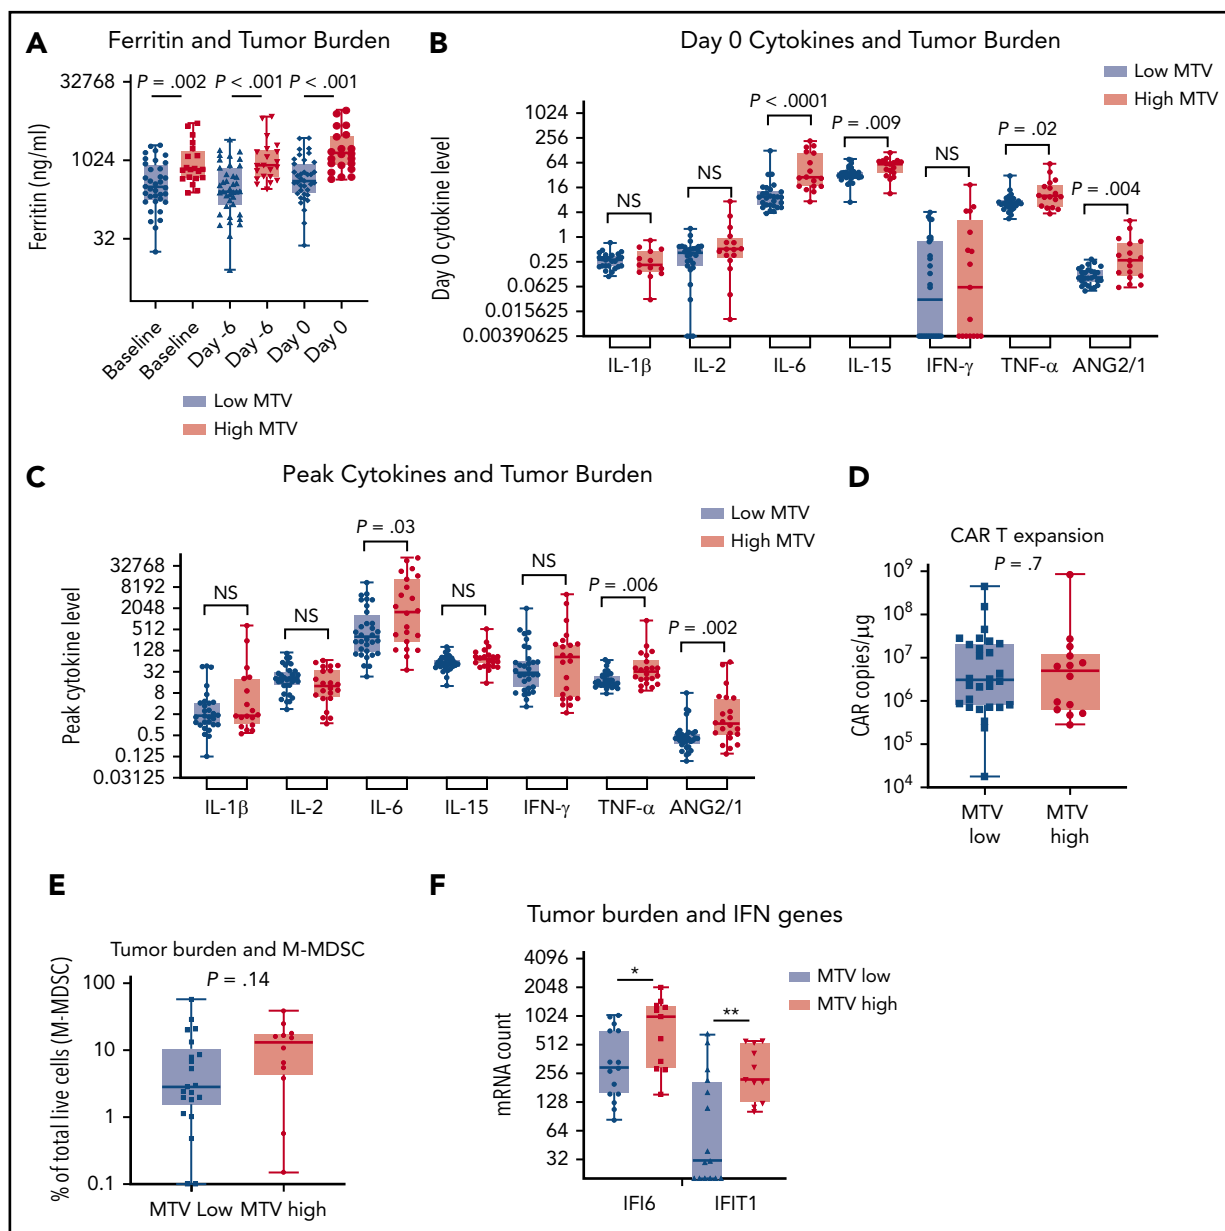 A
Ferritin and Tumor Burden
P = .002
P < .001
P < .001
Ferritin (ng/ml)
32768
1024
32
Baseline
Baseline
Day -6
Day -6
Day 0
Day 0
Low MTV
High MTV
B
Day 0 Cytokines and Tumor Burden
Low MTV
High MTV
Day 0 cytokine level
1024
256
64
16
4
1
0.25
0.0625
0.015625
0.00390625
NS
NS
P < .0001
P = .009
NS
P = .02
P = .004
IL-1β
IL-2
IL-6
IL-15
IFN-γ
TNF-α
ANG2/1
C
Peak Cytokines and Tumor Burden
Low MTV
High MTV
Peak cytokine level
32768
8192
2048
512
128
32
8
2
0.5
0.125
0.03125
NS
NS
P = .03
NS
NS
P = .006
P = .002
IL-1β
IL-2
IL-6
IL-15
IFN-γ
TNF-α
ANG2/1
D
CAR T expansion
P = .7
CAR copies/μg
10⁹
10⁸
10⁷
10⁶
10⁵
10⁴
MTV
low
MTV
high
E
Tumor burden and M-MDSC
P = .14
% of total live cells (M-MDSC)
100
10
1
0.1
MTV Low
MTV high
F
Tumor burden and IFN genes
MTV low
MTV high
mRNA count
4096
2048
1024
512
256
128
64
32
*
**
IFI6
IFIT1